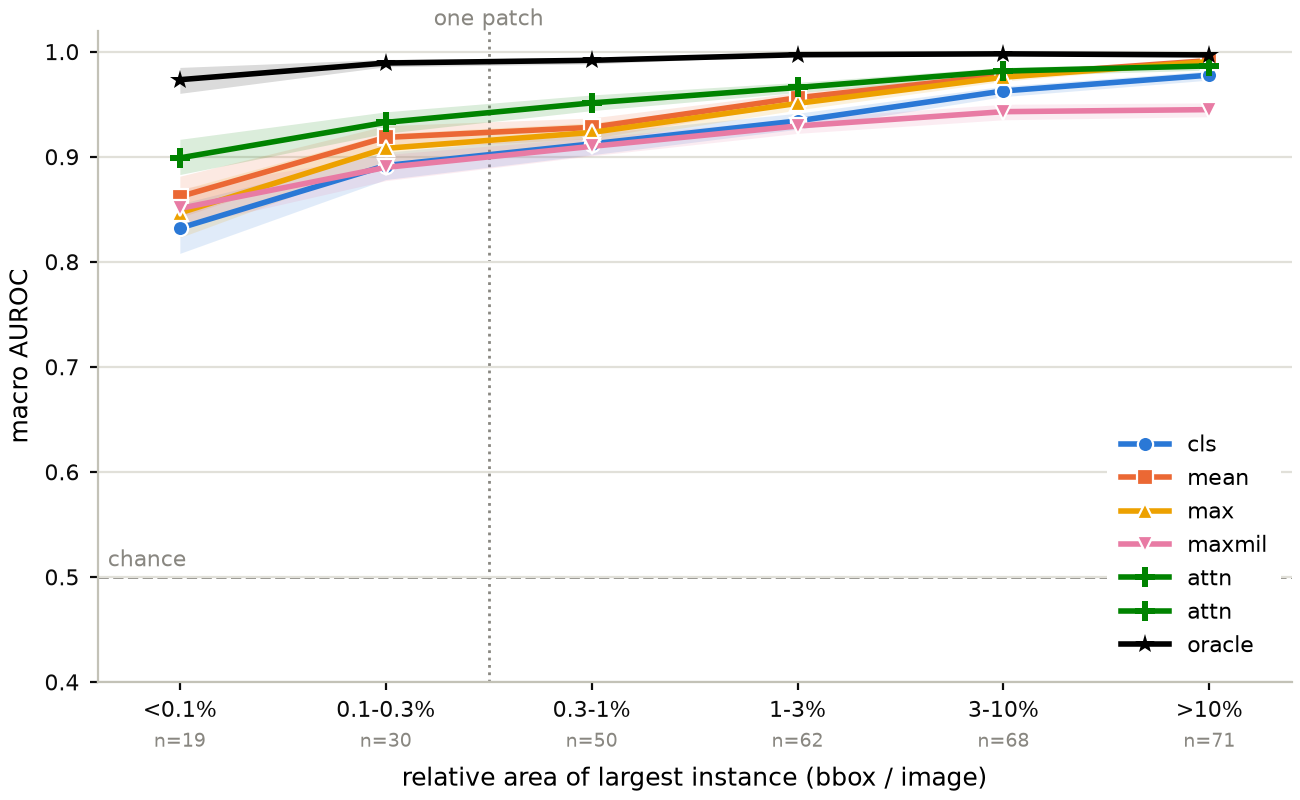 one patch
1.0
0.9
0.8
0.7
0.6
0.5
0.4
macro AUROC
chance
cls
mean
max
maxmil
attn
attn
oracle
<0.1% 0.1-0.3% 0.3-1% 1-3% 3-10% >10%
n=19 n=30 n=50 n=62 n=68 n=71
relative area of largest instance (bbox / image)